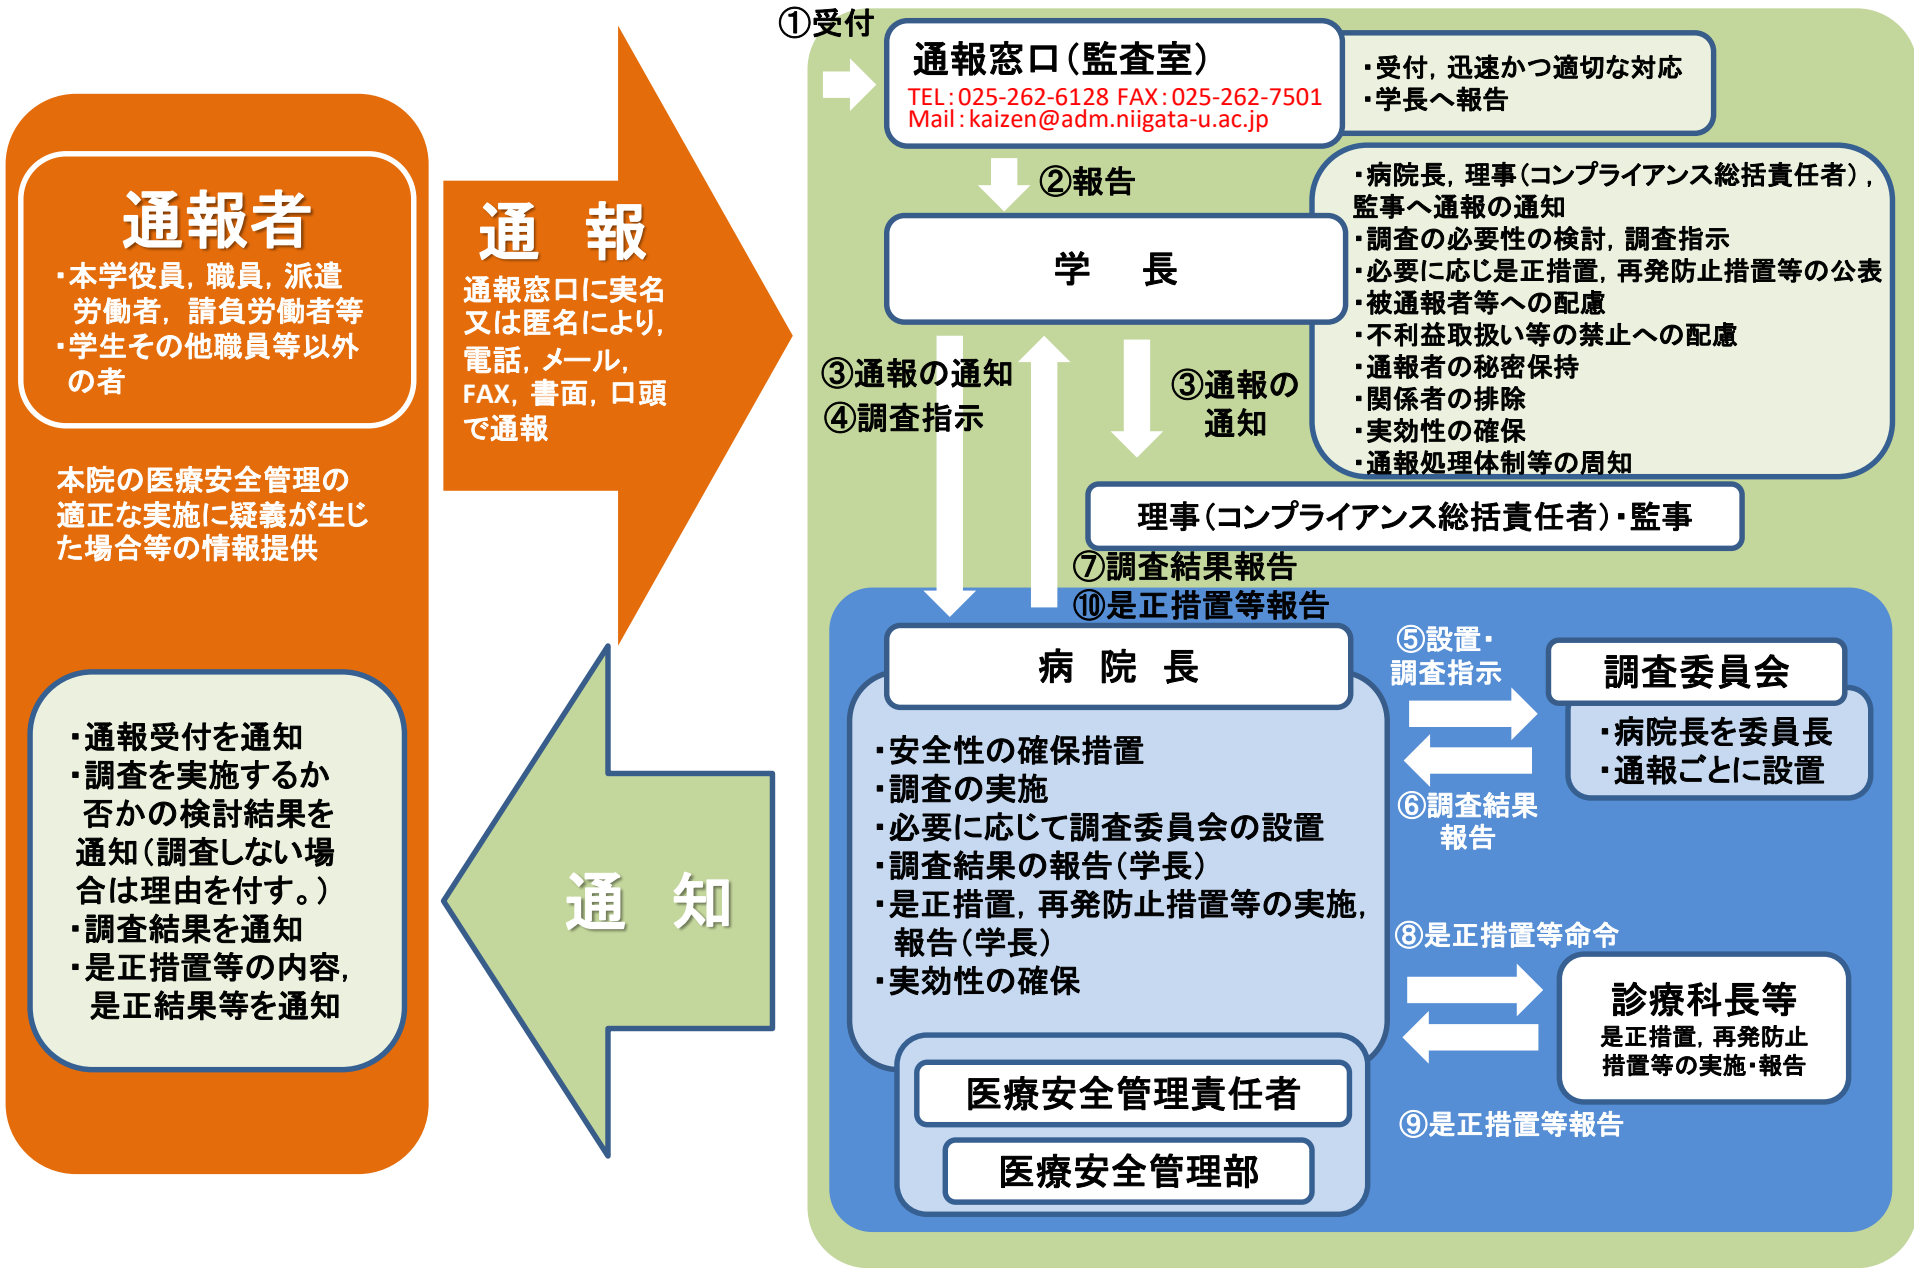 通報者
・本学役員，職員，派遣
労働者，請負労働者等
・学生その他職員等以外
の者
本院の医療安全管理の
適正な実施に疑義が生じ
た場合等の情報提供
・通報受付を通知
・調査を実施するか
否かの検討結果を
通知（調査しない場
合は理由を付す。）
・調査結果を通知
・是正措置等の内容，
是正結果等を通知
通　報
通報窓口に実名
又は匿名により，
電話，メール，
FAX，書面，口頭
で通報
通　知
①受付
通報窓口（監査室）
TEL：025-262-6128 FAX：025-262-7501
Mail：kaizen@adm.niigata-u.ac.jp
・受付，迅速かつ適切な対応
・学長へ報告
②報告
学　長
・病院長，理事（コンプライアンス総括責任者），
監事へ通報の通知
・調査の必要性の検討，調査指示
・必要に応じ是正措置，再発防止措置等の公表
・被通報者等への配慮
・不利益取扱い等の禁止への配慮
・通報者の秘密保持
・関係者の排除
・実効性の確保
・通報処理体制等の周知
③通報の通知
④調査指示
③通報の
通知
理事（コンプライアンス総括責任者）・監事
⑦調査結果報告
⑩是正措置等報告
病 院 長
・安全性の確保措置
・調査の実施
・必要に応じて調査委員会の設置
・調査結果の報告（学長）
・是正措置，再発防止措置等の実施，
報告（学長）
・実効性の確保
医療安全管理責任者
医療安全管理部
⑤設置・
調査指示
調査委員会
・病院長を委員長
・通報ごとに設置
⑥調査結果
報告
⑧是正措置等命令
診療科長等
是正措置，再発防止
措置等の実施・報告
⑨是正措置等報告